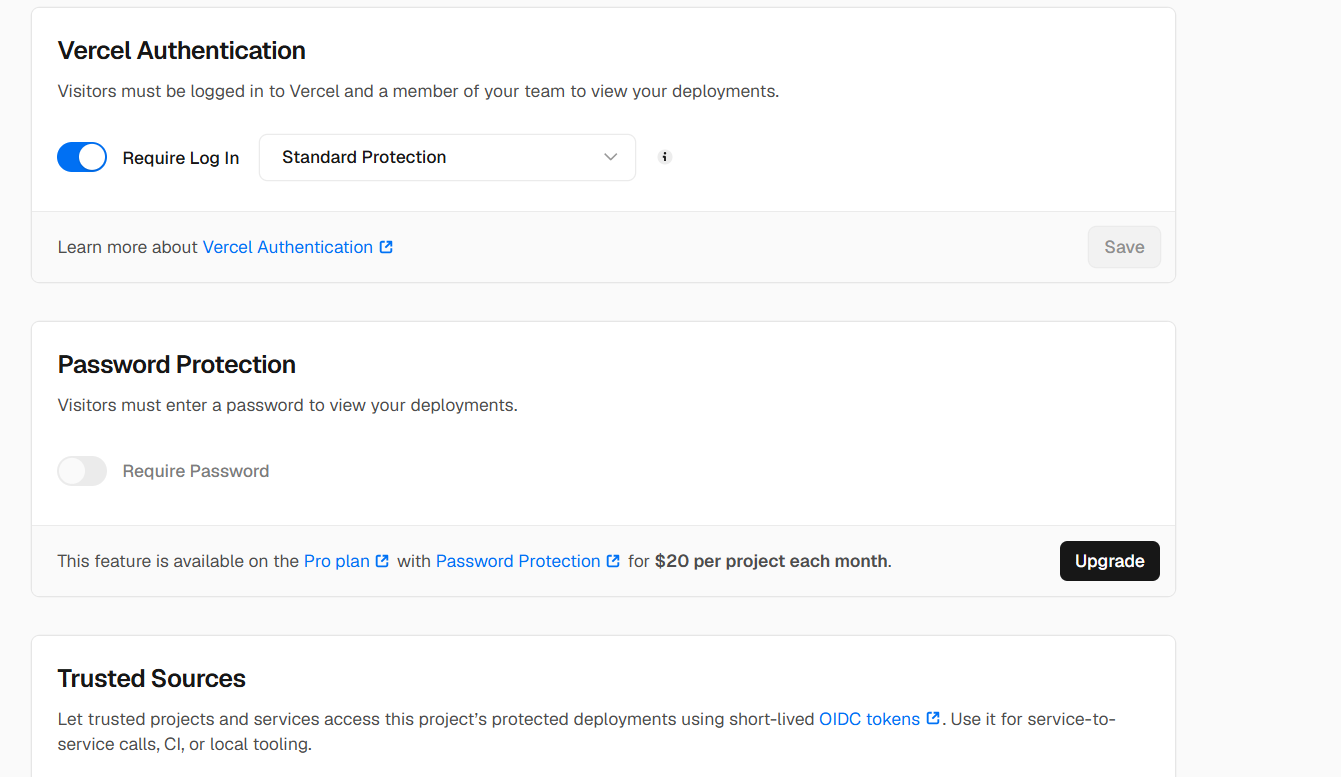 Vercel Authentication
Visitors must be logged in to Vercel and a member of your team to view your deployments.
Require Log In
Standard Protection
Learn more about Vercel Authentication
Save
Password Protection
Visitors must enter a password to view your deployments.
Require Password
This feature is available on the Pro plan with Password Protection for $20 per project each month.
Upgrade
Trusted Sources
Let trusted projects and services access this project’s protected deployments using short-lived OIDC tokens. Use it for service-to-
service calls, CI, or local tooling.